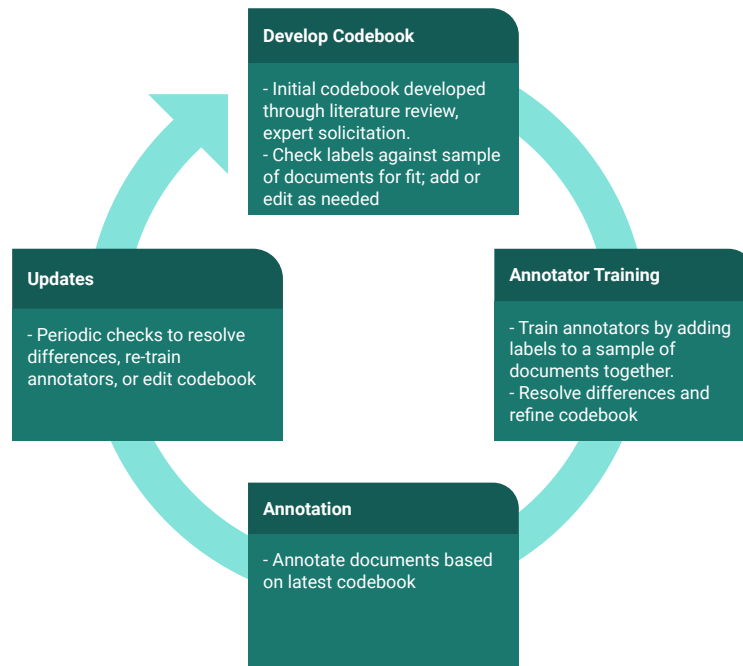 Develop Codebook
- Initial codebook developed
through literature review,
expert solicitation.
- Check labels against sample
of documents for fit; add or
edit as needed
Annotator Training
- Train annotators by adding
labels to a sample of
documents together.
- Resolve differences and
refine codebook
Annotation
- Annotate documents based
on latest codebook
Updates
- Periodic checks to resolve
differences, re-train
annotators, or edit codebook